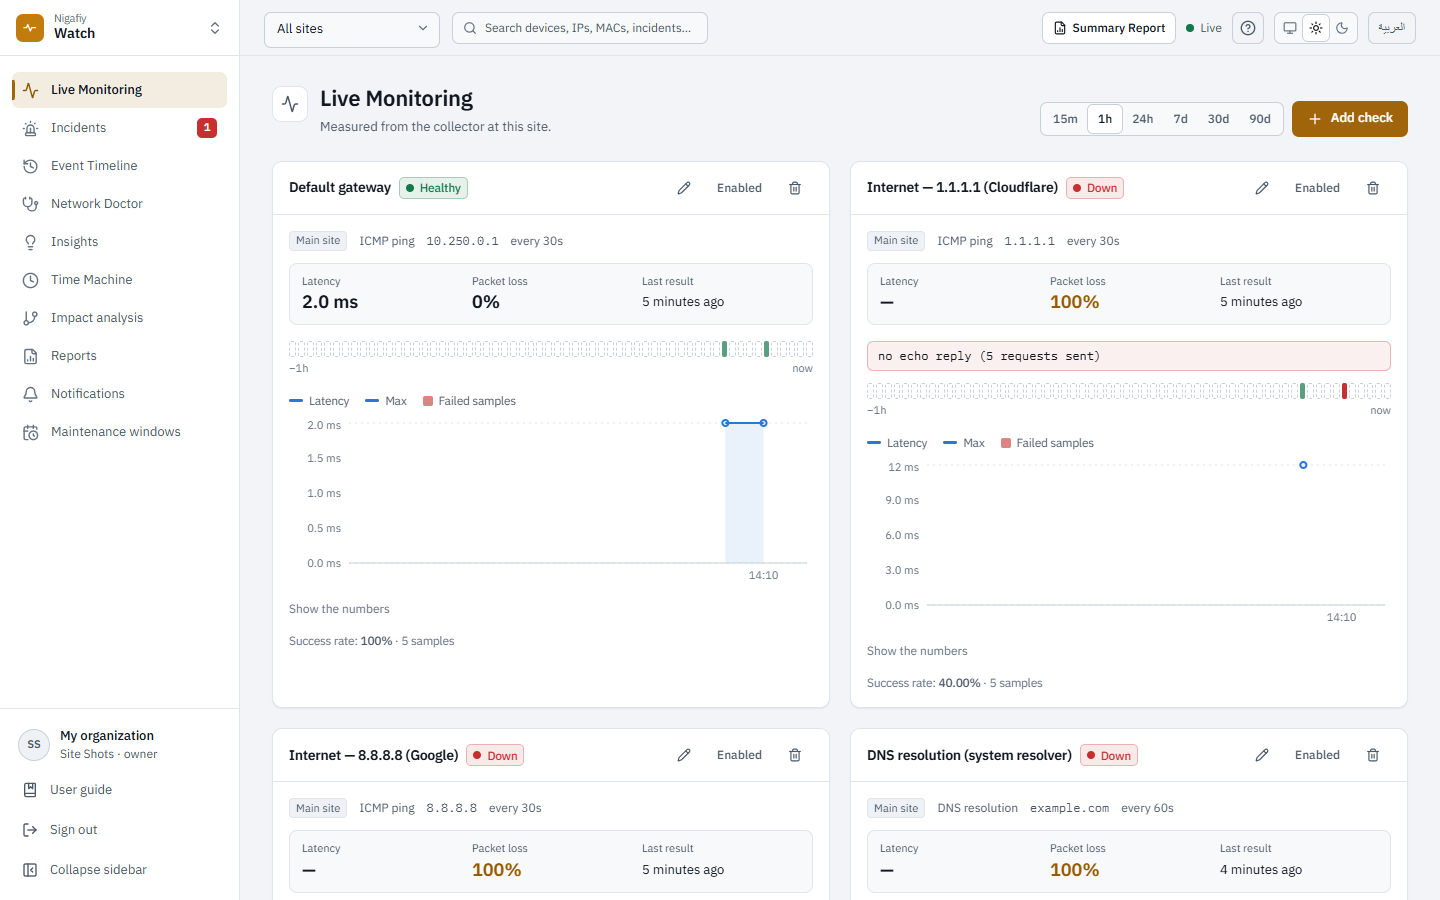 Nigafiy
Watch
All sites
Search devices, IPs, MACs, incidents...
Summary Report
Live
العربية
Live Monitoring
Incidents
1
Event Timeline
Network Doctor
Insights
Time Machine
Impact analysis
Reports
Notifications
Maintenance windows
SS
My organization
Site Shots · owner
User guide
Sign out
Collapse sidebar
Live Monitoring
Measured from the collector at this site.
15m 1h 24h 7d 30d 90d
Add check
Default gateway Healthy Enabled
Main site ICMP ping 10.250.0.1 every 30s
Latency Packet loss Last result
2.0 ms 0% 5 minutes ago
−1h now
Latency Max Failed samples
2.0 ms
1.5 ms
1.0 ms
0.5 ms
0.0 ms
14:10
Show the numbers
Success rate: 100% · 5 samples
Internet — 1.1.1.1 (Cloudflare) Down Enabled
Main site ICMP ping 1.1.1.1 every 30s
Latency Packet loss Last result
— 100% 5 minutes ago
no echo reply (5 requests sent)
−1h now
Latency Max Failed samples
12 ms
9.0 ms
6.0 ms
3.0 ms
0.0 ms
14:10
Show the numbers
Success rate: 40.00% · 5 samples
Internet — 8.8.8.8 (Google) Down Enabled
Main site ICMP ping 8.8.8.8 every 30s
Latency Packet loss Last result
— 100% 5 minutes ago
DNS resolution (system resolver) Down Enabled
Main site DNS resolution example.com every 60s
Latency Packet loss Last result
— 100% 4 minutes ago